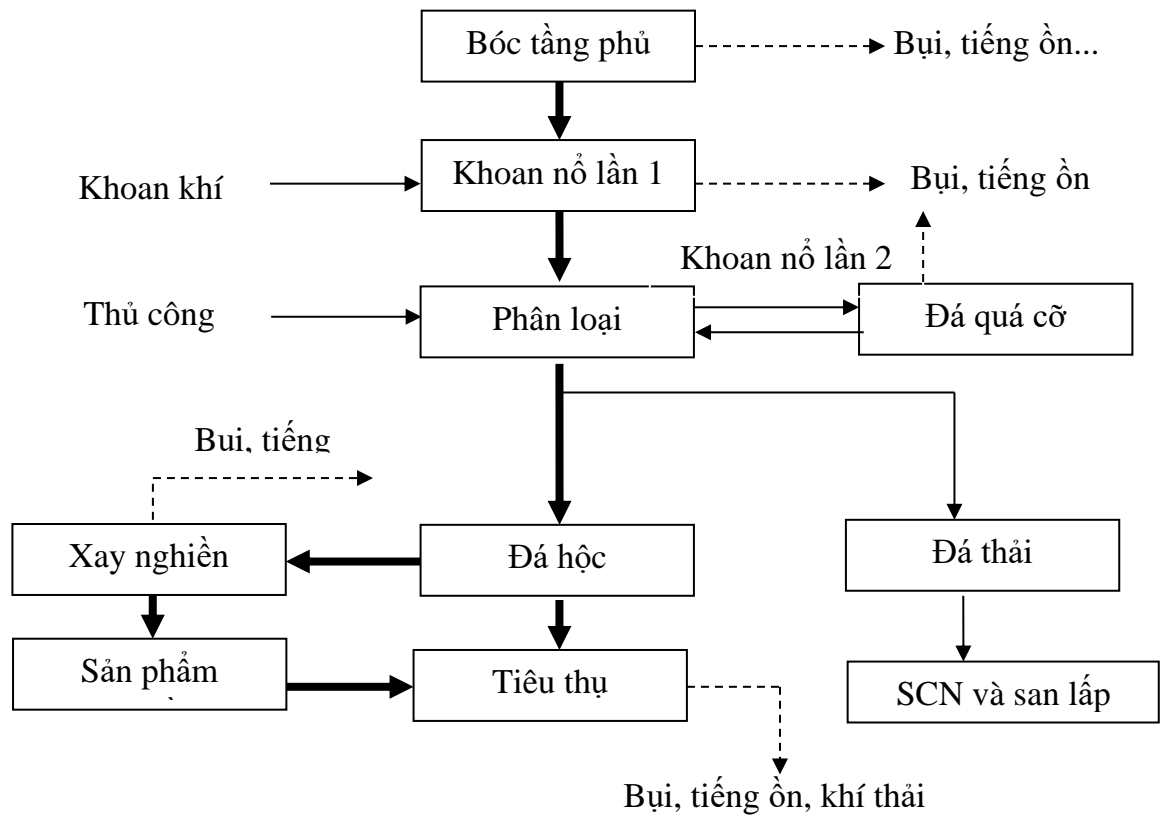 Bóc tầng phủ
Bụi, tiếng ồn...
Khoan khí
Khoan nổ lần 1
Bụi, tiếng ồn
Khoan nổ lần 2
Thủ công
Phân loại
Đá quá cỡ
Bụi, tiếng
Xay nghiền
Đá hộc
Đá thải
Sản phẩm
Tiêu thụ
SCN và san lấp
Bụi, tiếng ồn, khí thải